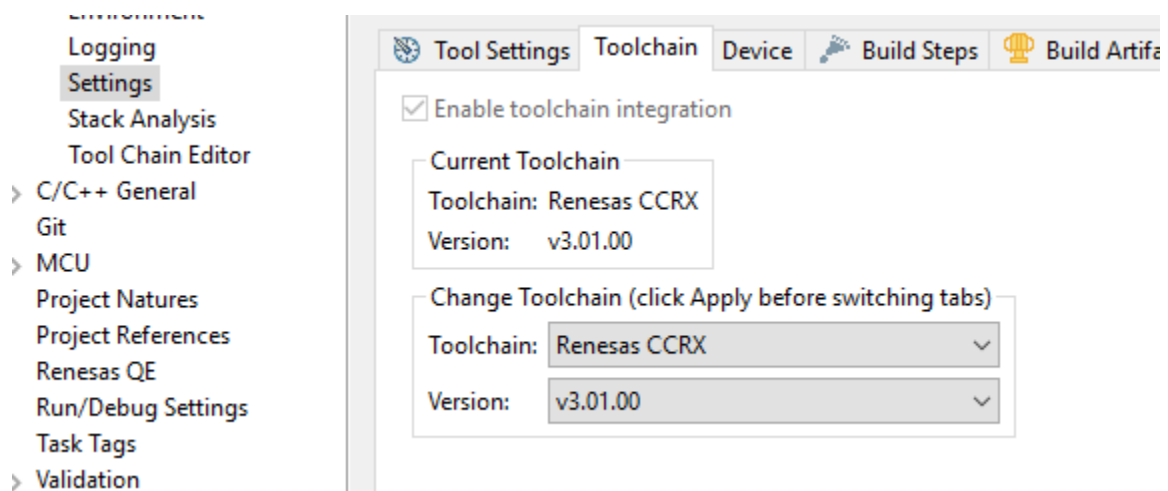 Logging
Settings
Stack Analysis
Tool Chain Editor
C/C++ General
Git
MCU
Project Natures
Project References
Renesas QE
Run/Debug Settings
Task Tags
Validation
Tool Settings Toolchain Device Build Steps Build Artifa
Enable toolchain integration
Current Toolchain
Toolchain: Renesas CCRX
Version: v3.01.00
Change Toolchain (click Apply before switching tabs)
Toolchain: Renesas CCRX
Version: v3.01.00